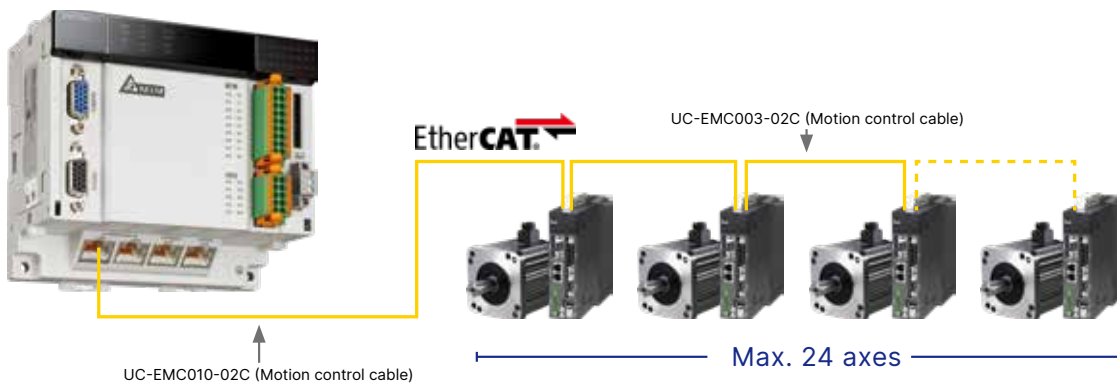 EtherCAT
UC-EMC003-02C (Motion control cable)
Max. 24 axes
UC-EMC010-02C (Motion control cable)